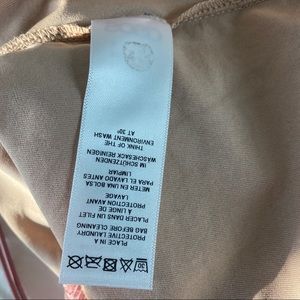 PLACE IN A
PROTECTIVE LAUNDRY
BAG BEFORE CLEANING
PLACER DANS UN FILET
À LINGE DE
PROTECTION AVANT
LAVAGE
METER EN UNA BOLSA
PARA EL LAVADO ANTES
LIMPIAR
IM SCHÜTZENDEN
WASCHESACK REINIGEN
THINK OF THE
ENVIRONMENT WASH
AT 30°